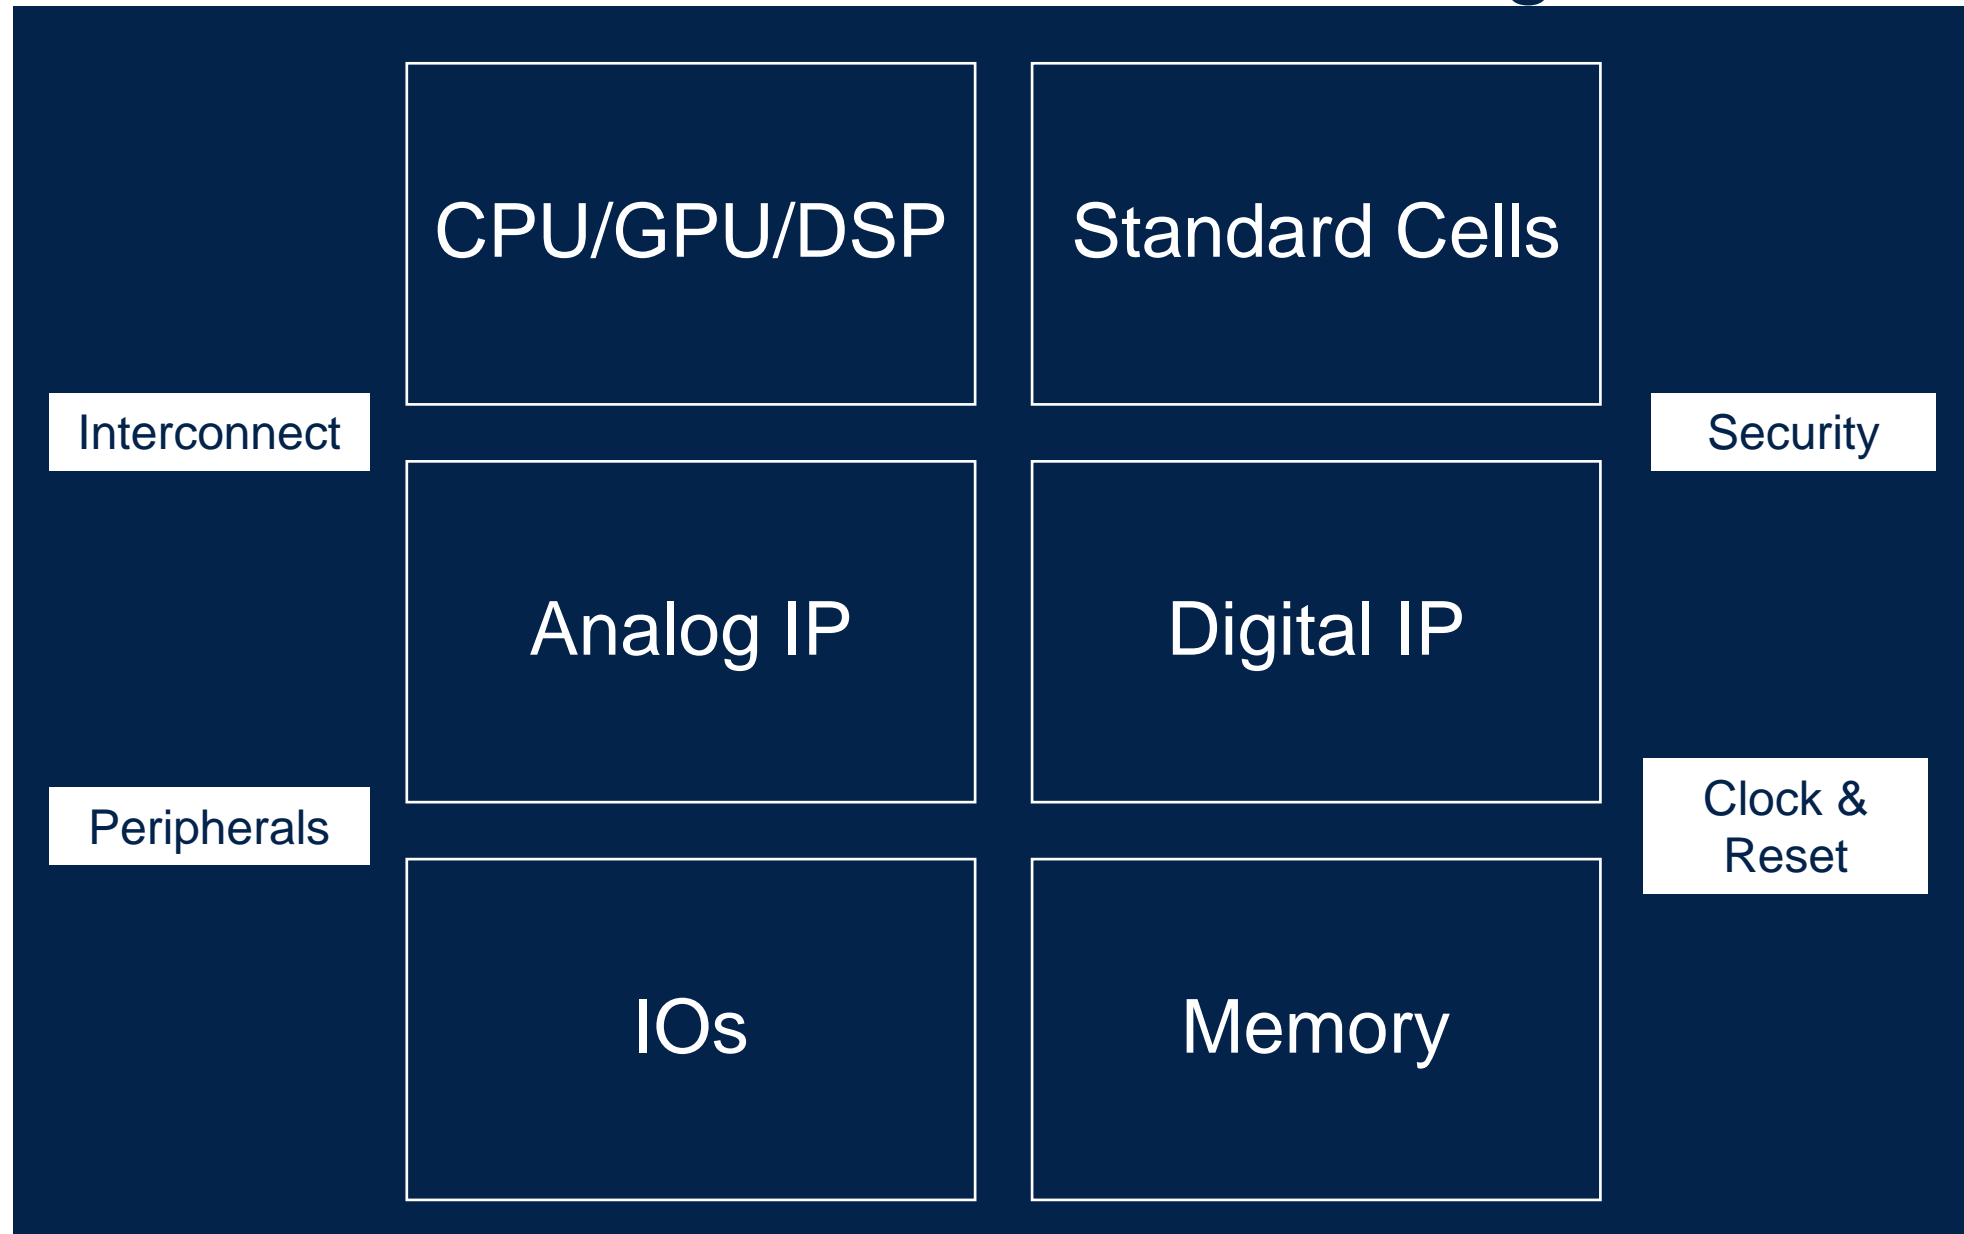 CPU/GPU/DSP
Standard Cells
Interconnect
Security
Analog IP
Digital IP
Peripherals
Clock &
Reset
IOs
Memory